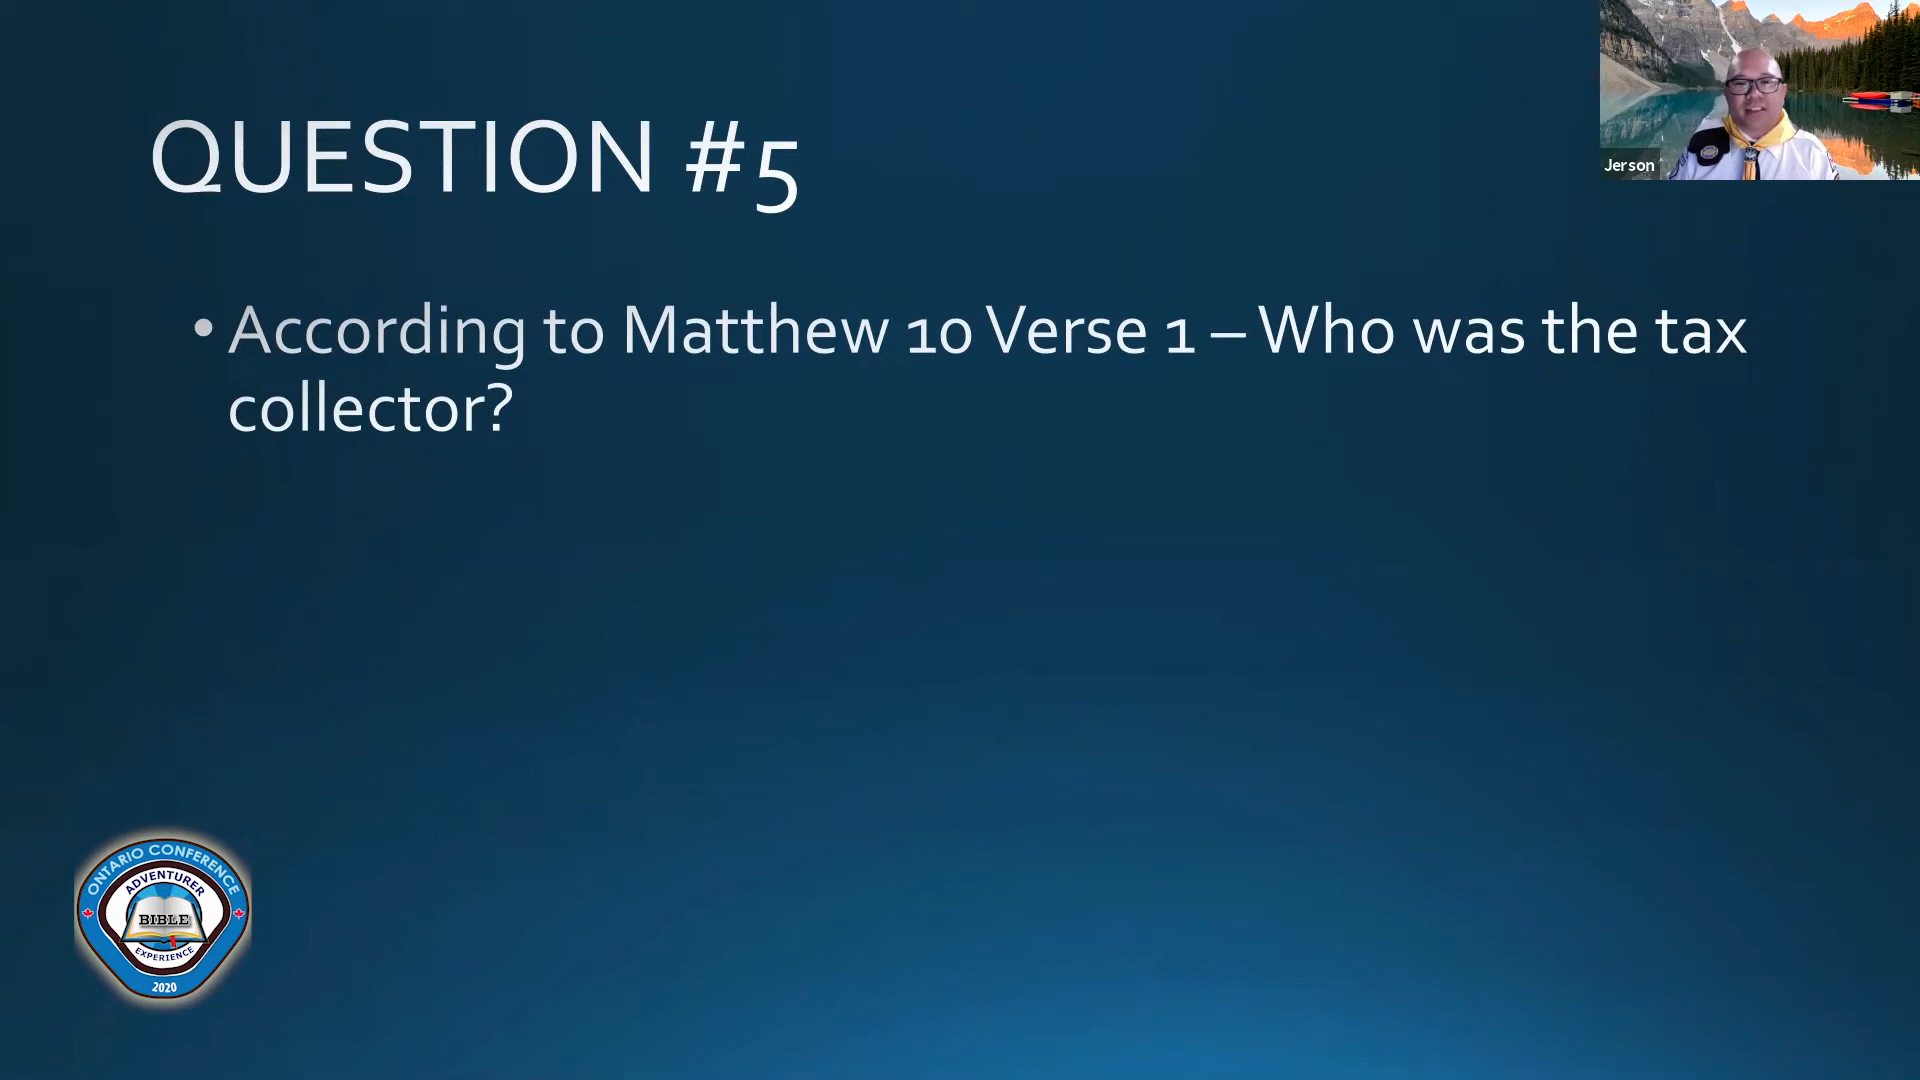 QUESTION #5
Jerson
• According to Matthew 10 Verse 1 – Who was the tax
collector?
ONTARIO CONFERENCE
ADVENTURER
BIBLE
EXPERIENCE
2020